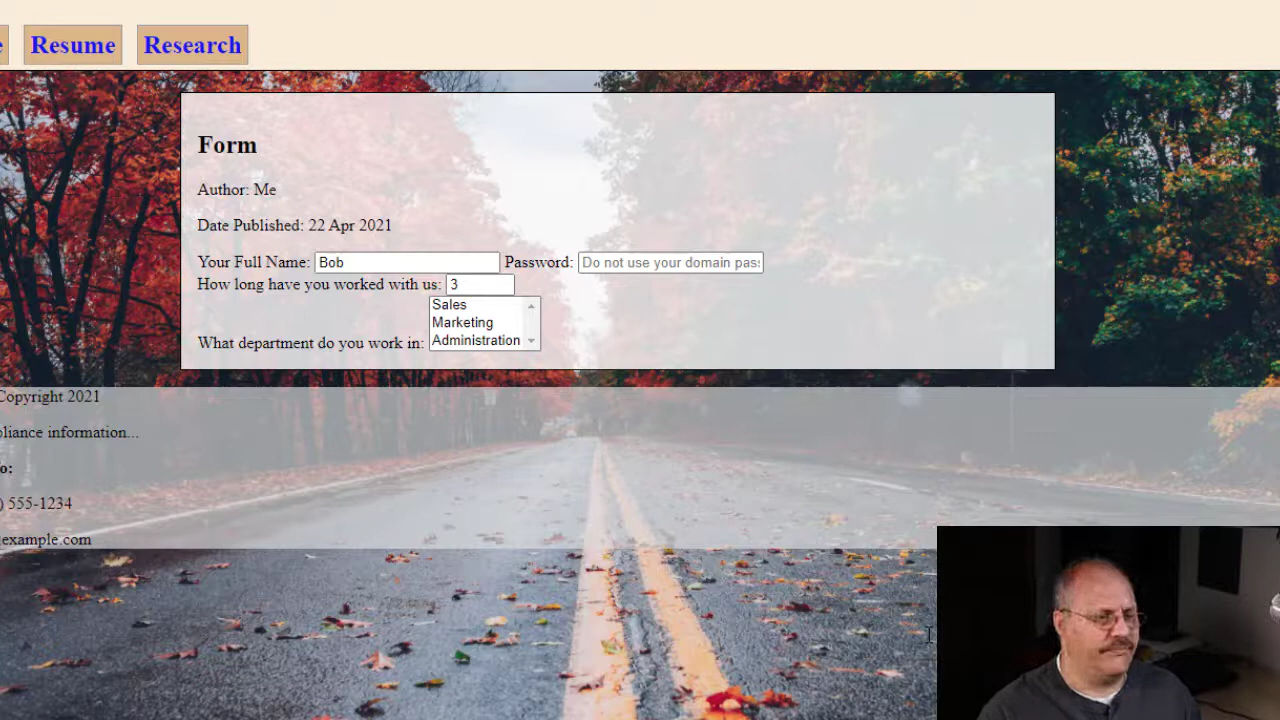 e Resume Research
Form
Author: Me
Date Published: 22 Apr 2021
Your Full Name: Bob Password: Do not use your domain pas
How long have you worked with us: 3
Sales
Marketing
What department do you work in: Administration
Copyright 2021
pliance information...
o:
) 555-1234
example.com